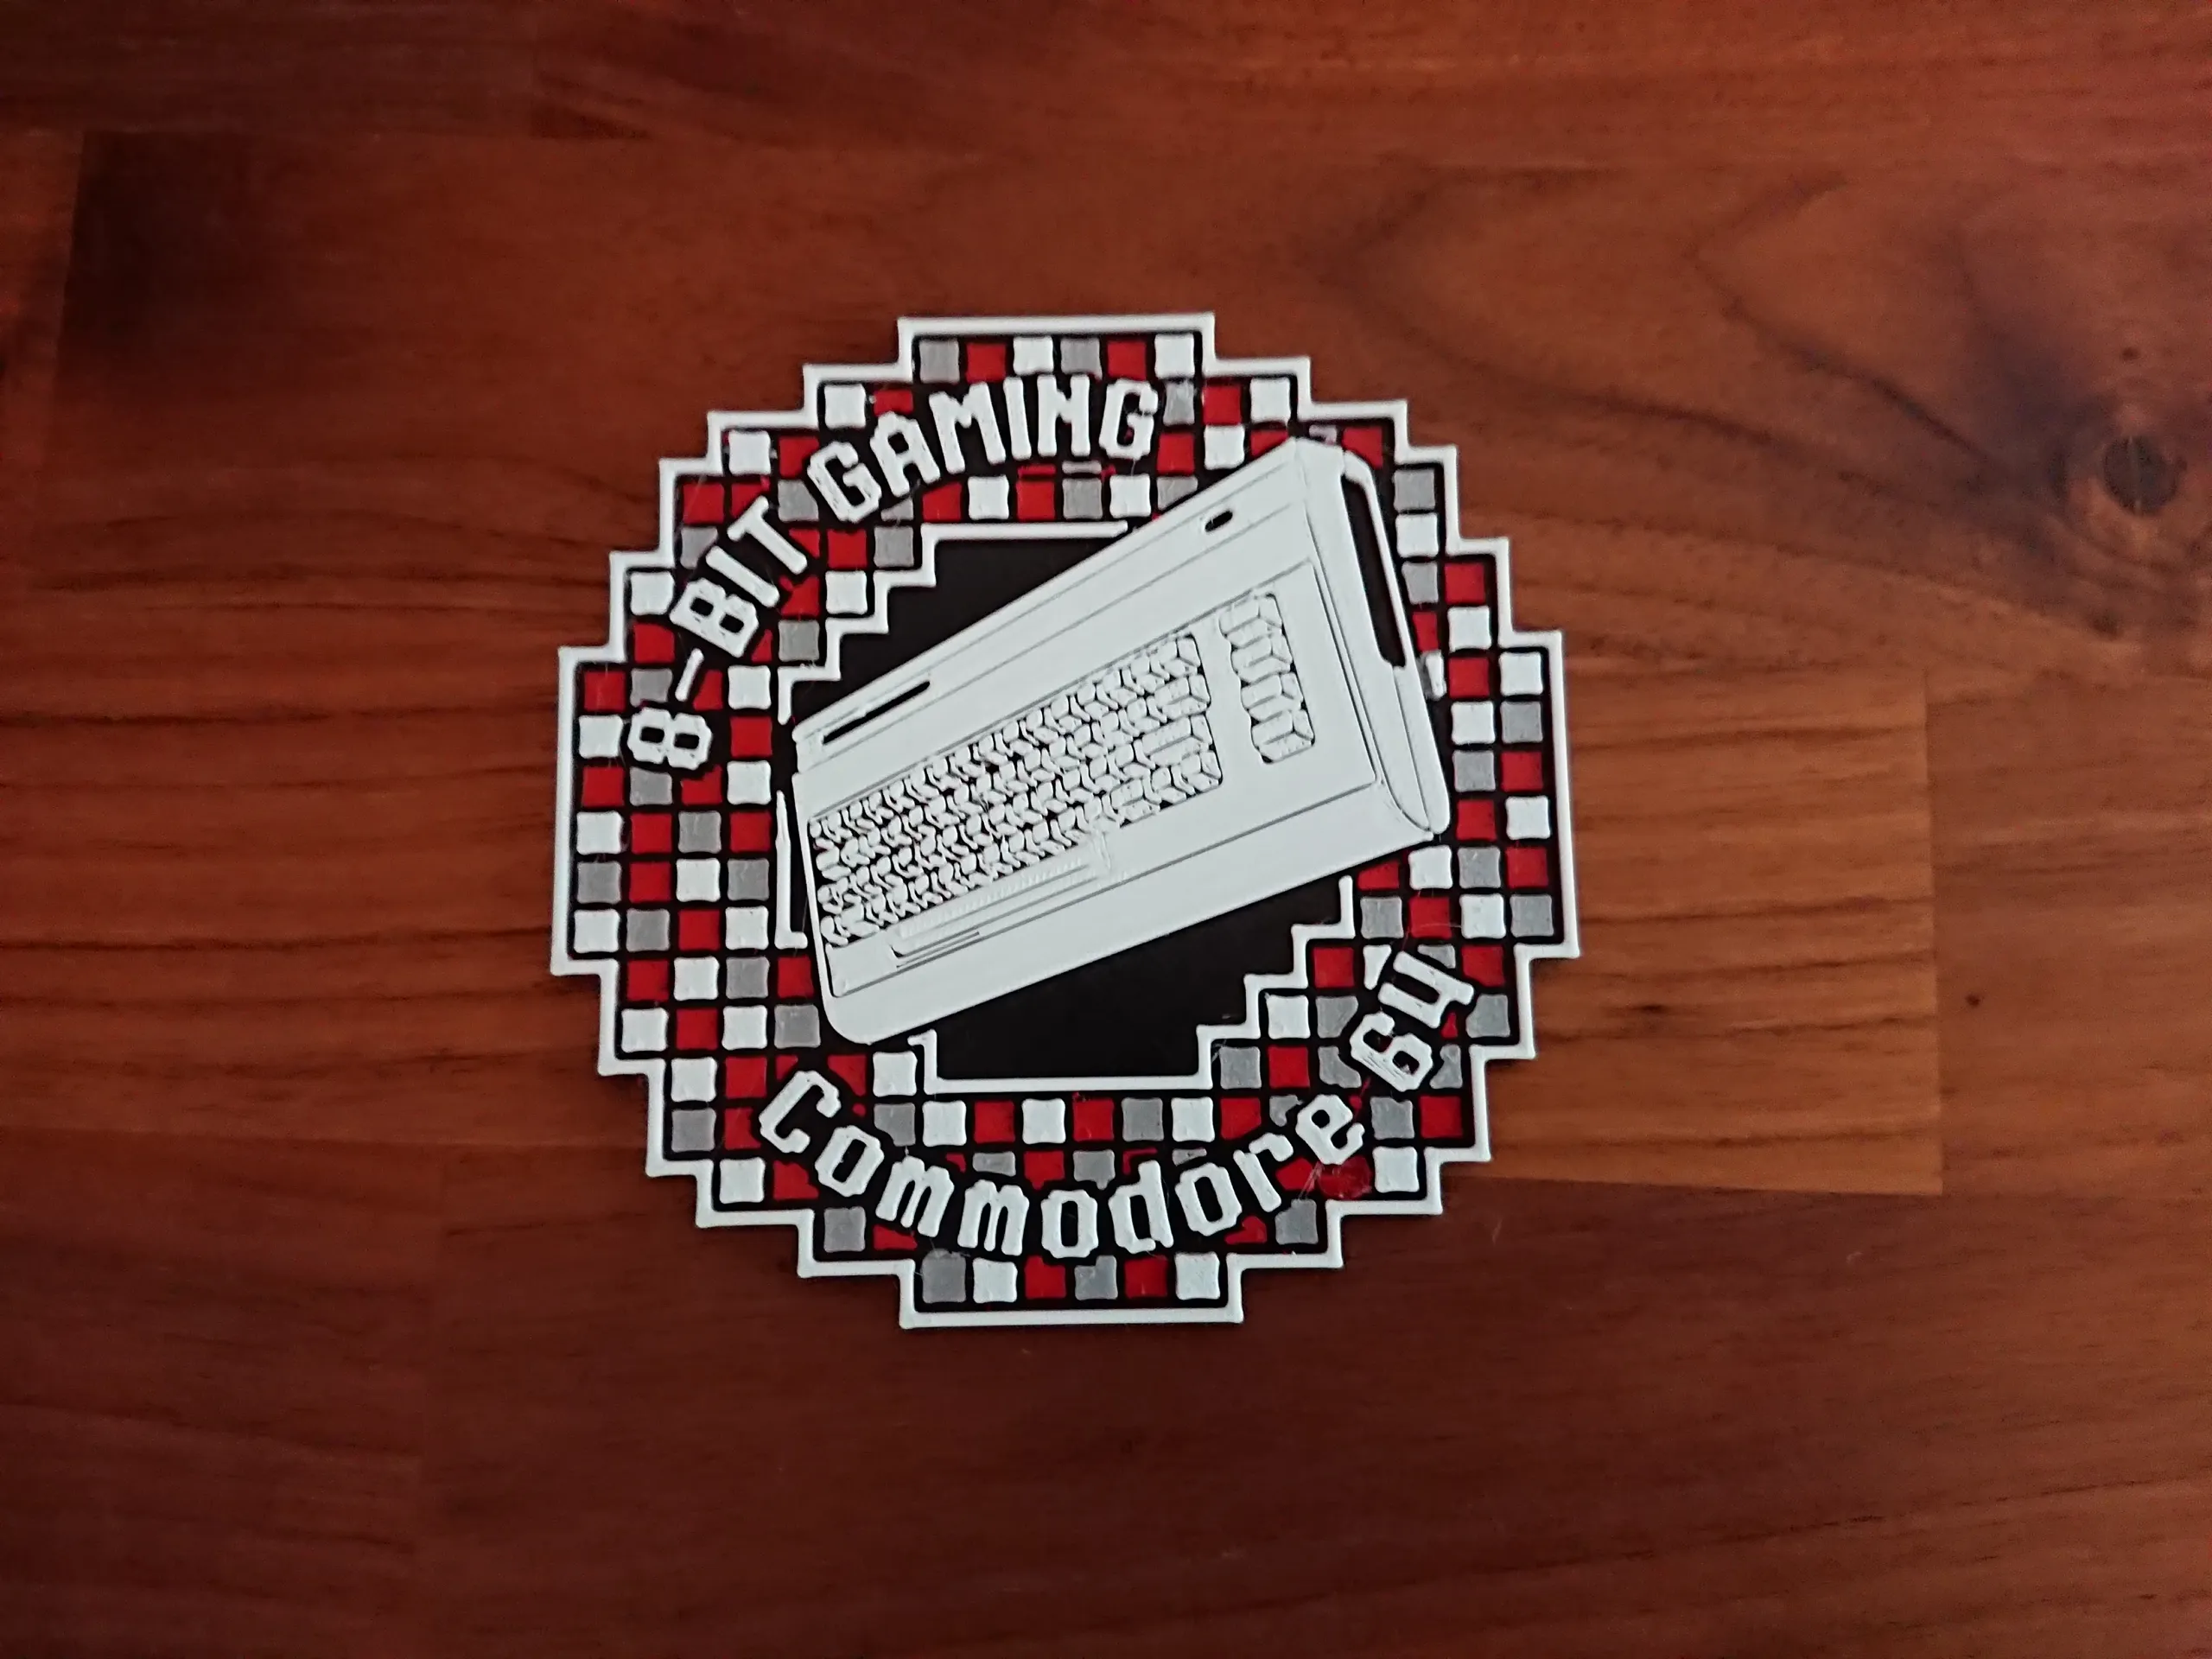 8-BIT GAMING
Commodore 64